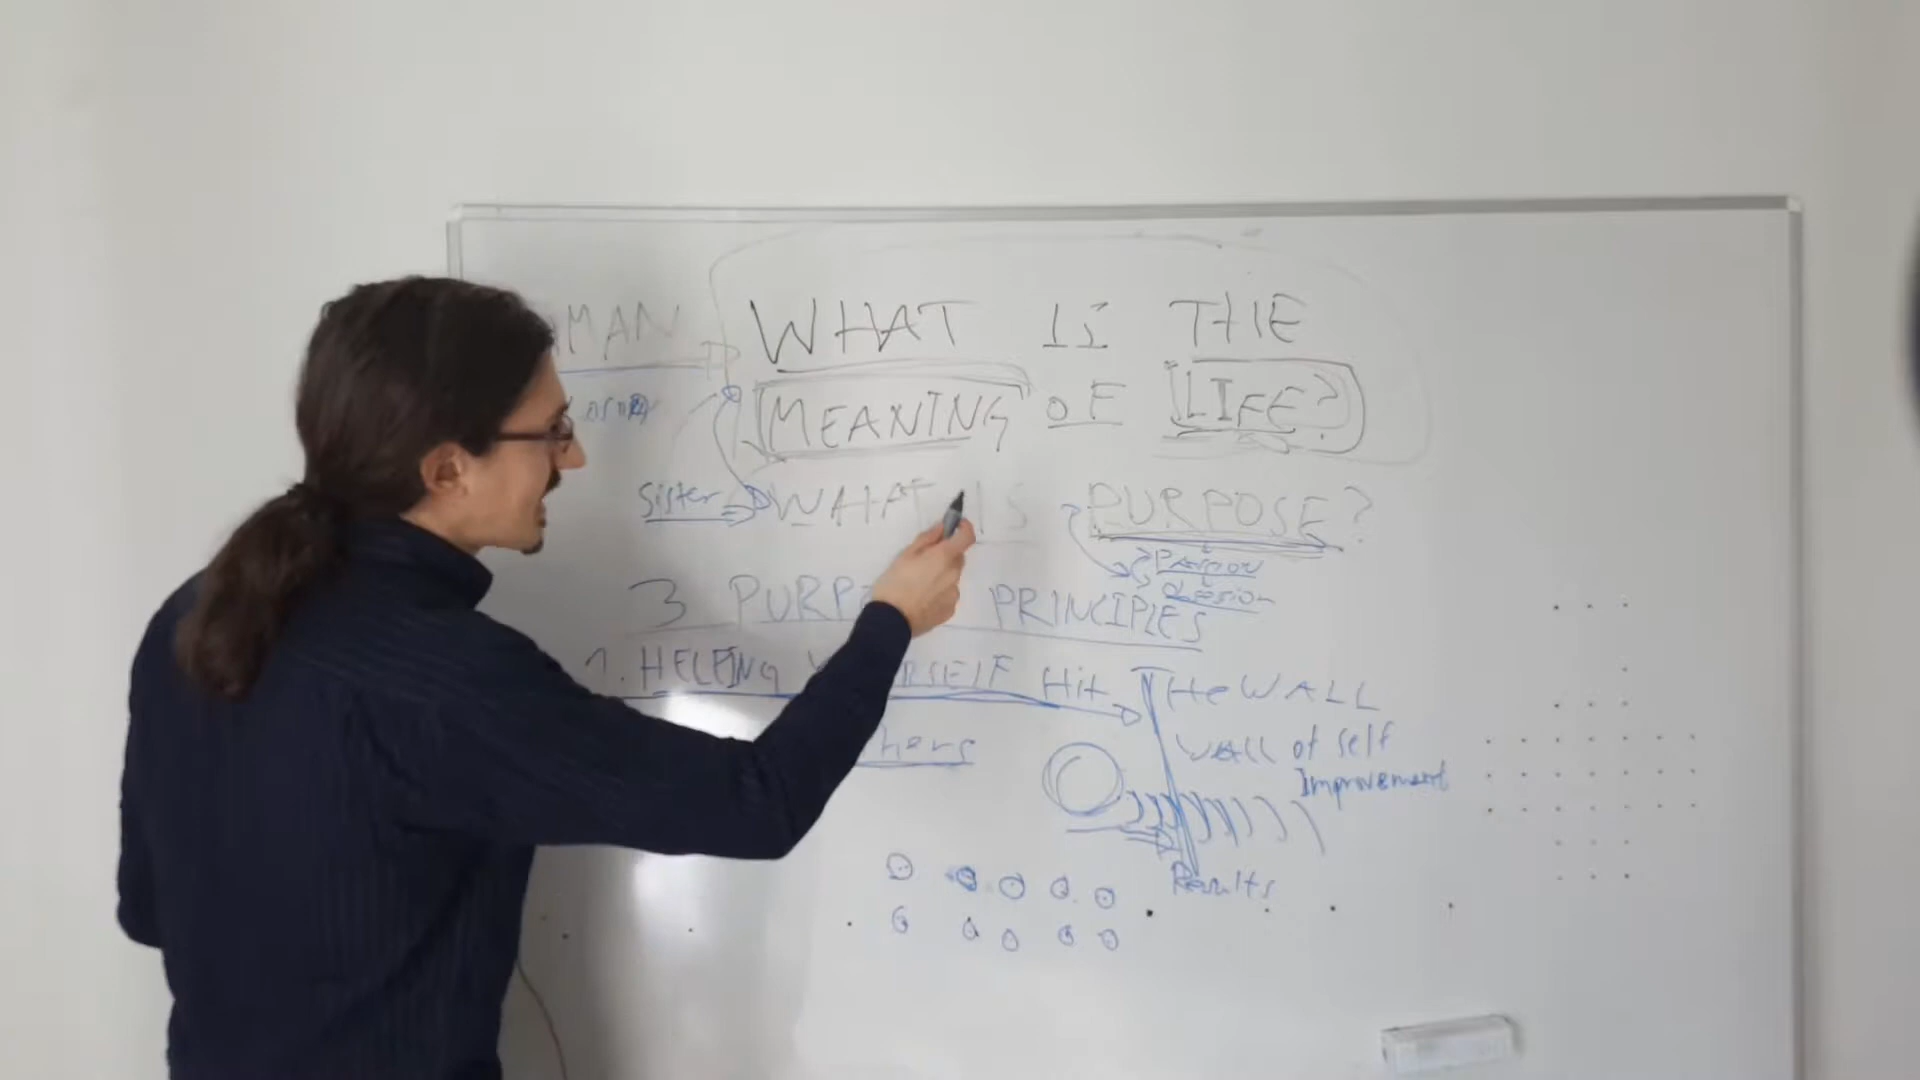 MAN WHAT IS THE
MEANING OF LIFE?
Sister WHAT IS PURPOSE?
Passion
Obsession
3 PRINCIPLES
1. HELPING Hit THe WALL
Wall of self
Improvement
Results